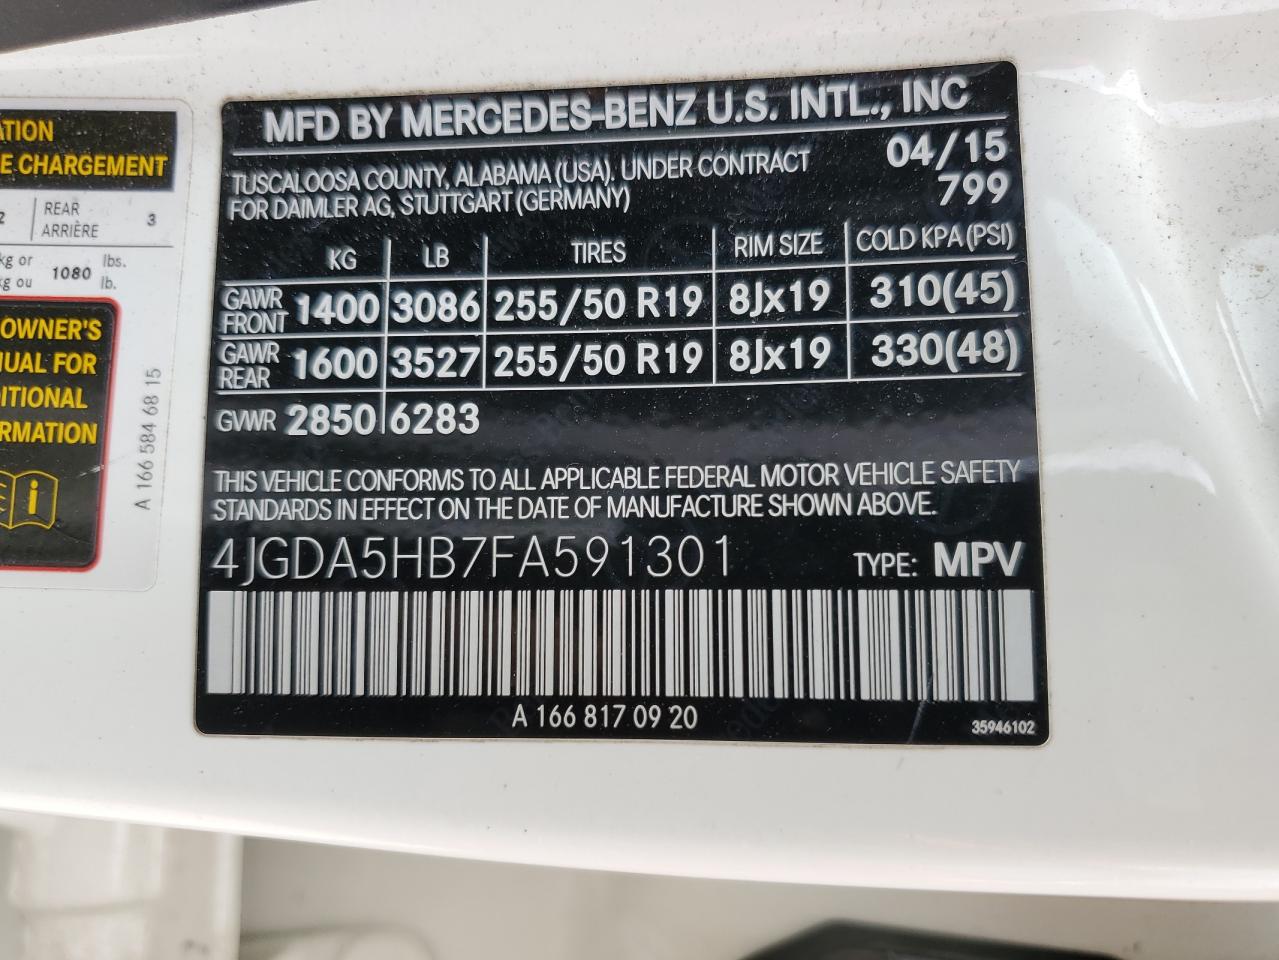 ATION
E CHARGEMENT
2 REAR ARRIÈRE 3
kg or
kg ou 1080 lbs.
lb.
OWNER'S
NUAL FOR
DITIONAL
RMATION
A 166 584 68 15
MFD BY MERCEDES-BENZ U.S. INTL., INC
TUSCALOOSA COUNTY, ALABAMA (USA). UNDER CONTRACT 04/15
FOR DAIMLER AG, STUTTGART (GERMANY) 799
KG LB TIRES RIM SIZE COLD KPA (PSI)
GAWR FRONT 1400 3086 255/50 R19 8Jx19 310(45)
GAWR REAR 1600 3527 255/50 R19 8Jx19 330(48)
GVWR 2850 6283
THIS VEHICLE CONFORMS TO ALL APPLICABLE FEDERAL MOTOR VEHICLE SAFETY
STANDARDS IN EFFECT ON THE DATE OF MANUFACTURE SHOWN ABOVE.
4JGDA5HB7FA591301 TYPE: MPV
A 166 817 09 20
35946102